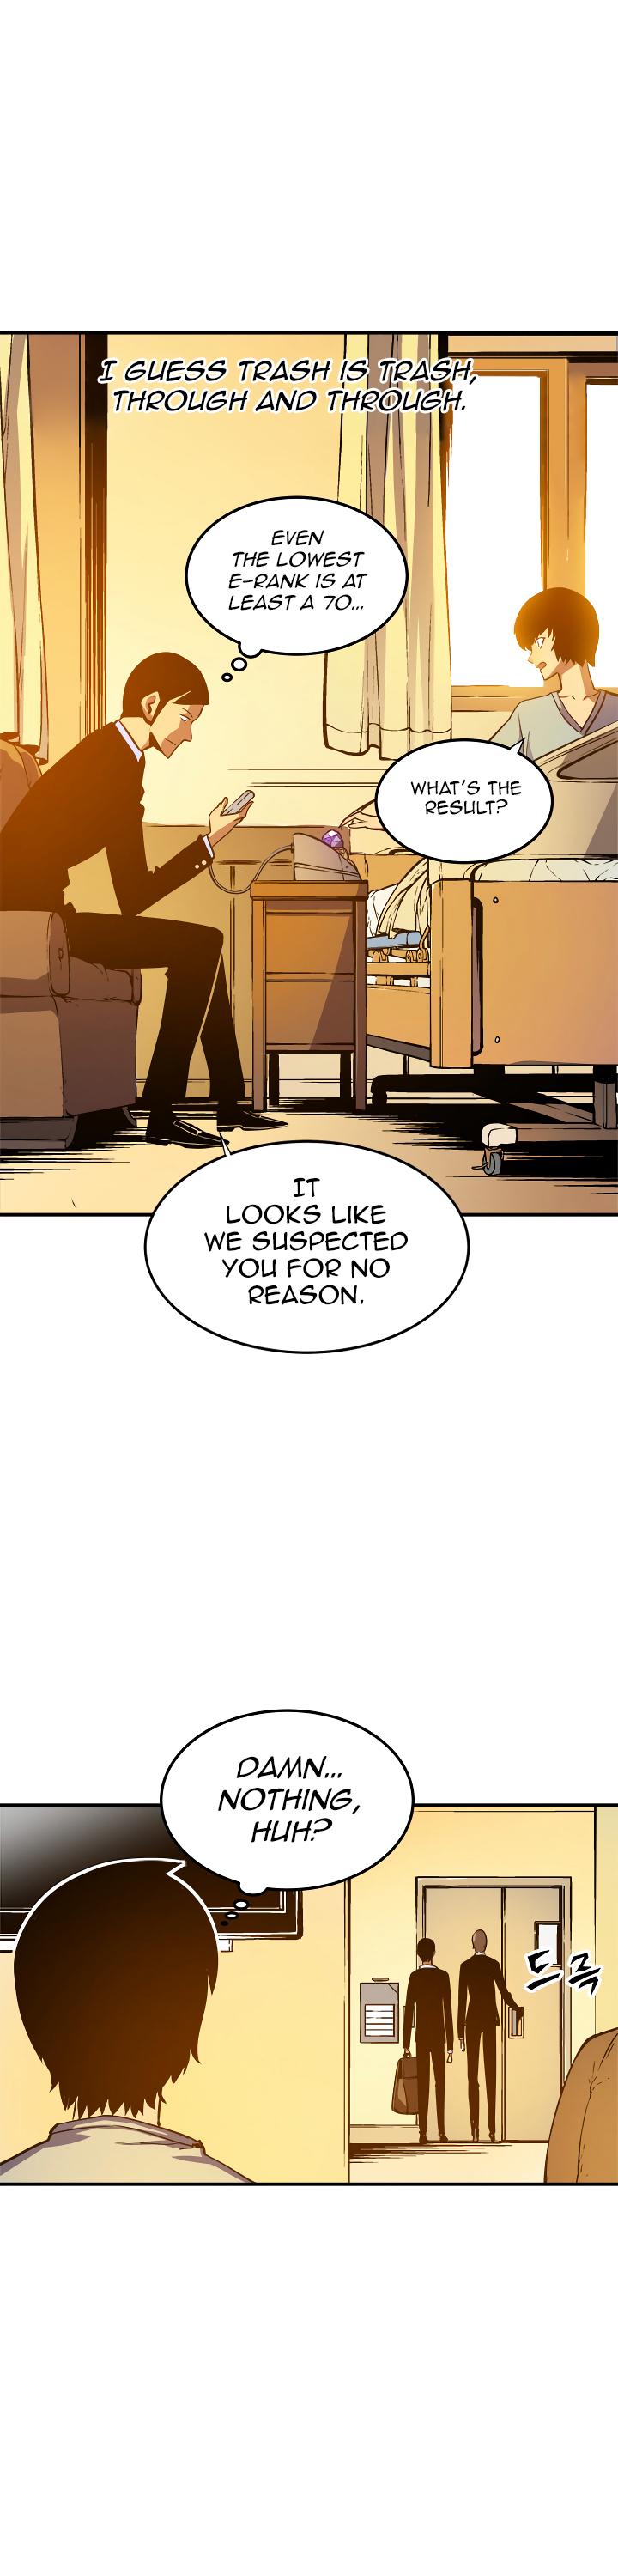 I GUESS TRASH IS TRASH,
THROUGH AND THROUGH.
EVEN
THE LOWEST
E-RANK IS AT
LEAST A 70...
WHAT'S THE
RESULT?
IT
LOOKS LIKE
WE SUSPECTED
YOU FOR NO
REASON.
DAMN...
NOTHING,
HUH?
드륵